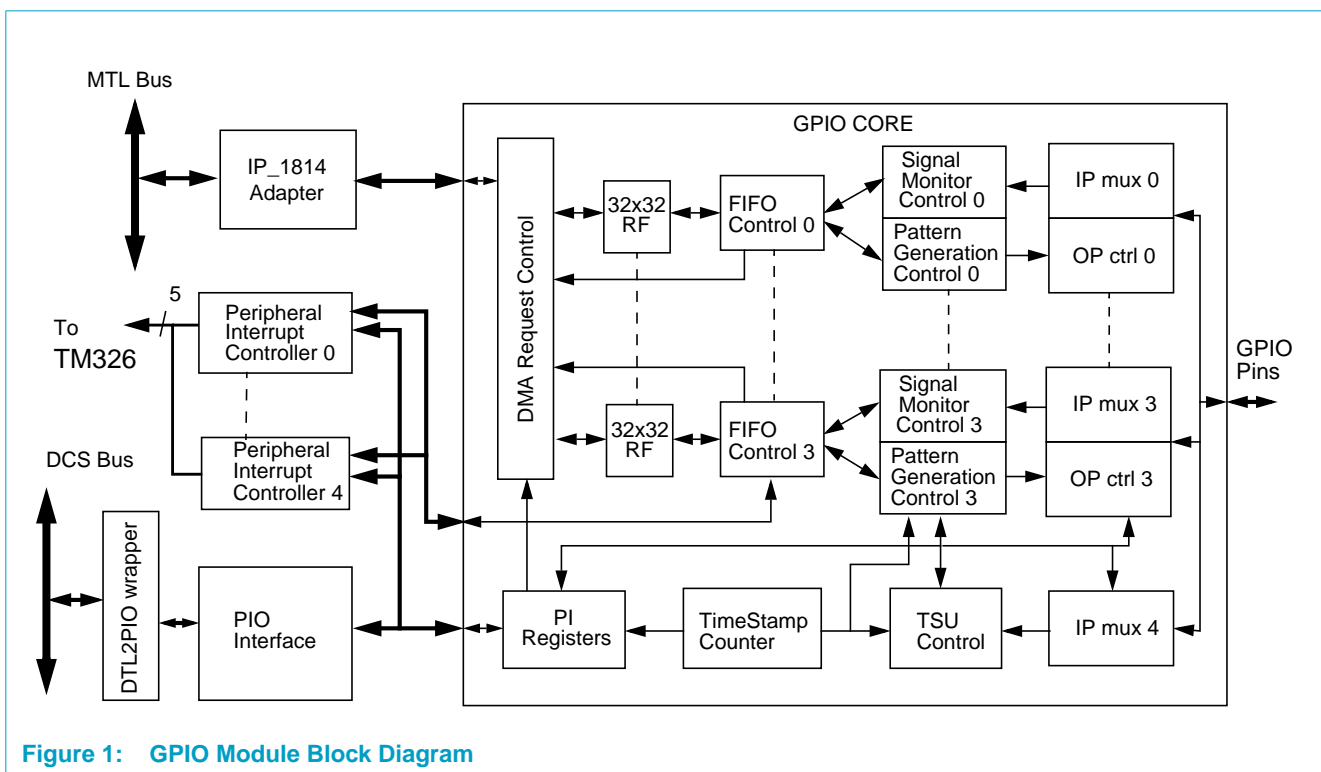 MTL Bus
IP_1814
Adapter
5
To
TM326
Peripheral
Interrupt
Controller 0
Peripheral
Interrupt
Controller 4
DCS Bus
DTL2PIO wrapper
PIO
Interface
GPIO CORE
DMA Request Control
32x32
RF
FIFO
Control 0
Signal
Monitor
Control 0
Pattern
Generation
Control 0
IP mux 0
OP ctrl 0
32x32
RF
FIFO
Control 3
Signal
Monitor
Control 3
Pattern
Generation
Control 3
IP mux 3
OP ctrl 3
GPIO
Pins
PI
Registers
TimeStamp
Counter
TSU
Control
IP mux 4
Figure 1: GPIO Module Block Diagram